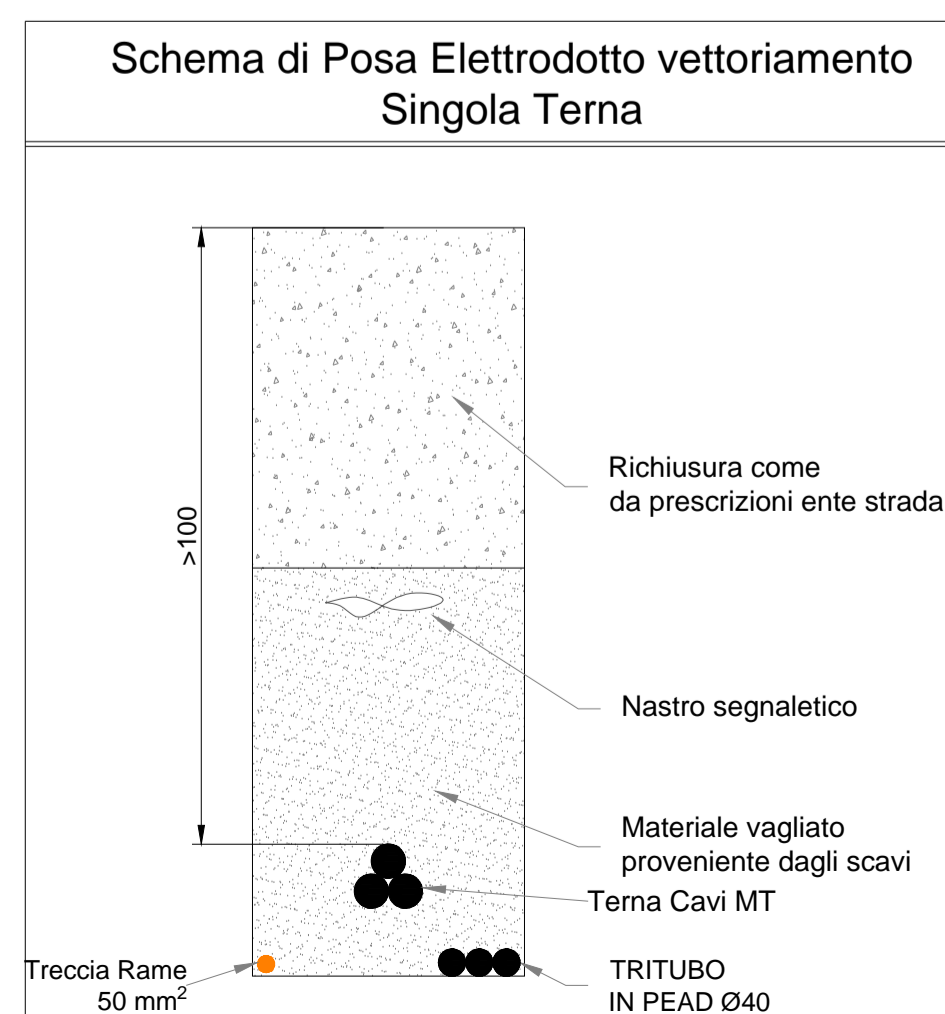 Schema di Posa Elettrodotto vettoriamento
Singola Terna
>100
Richiusura come
da prescrizioni ente strada
Nastro segnaletico
Materiale vagliato
proveniente dagli scavi
Terna Cavi MT
Treccia Rame
50 mm²
TRITUBO
IN PEAD Ø40